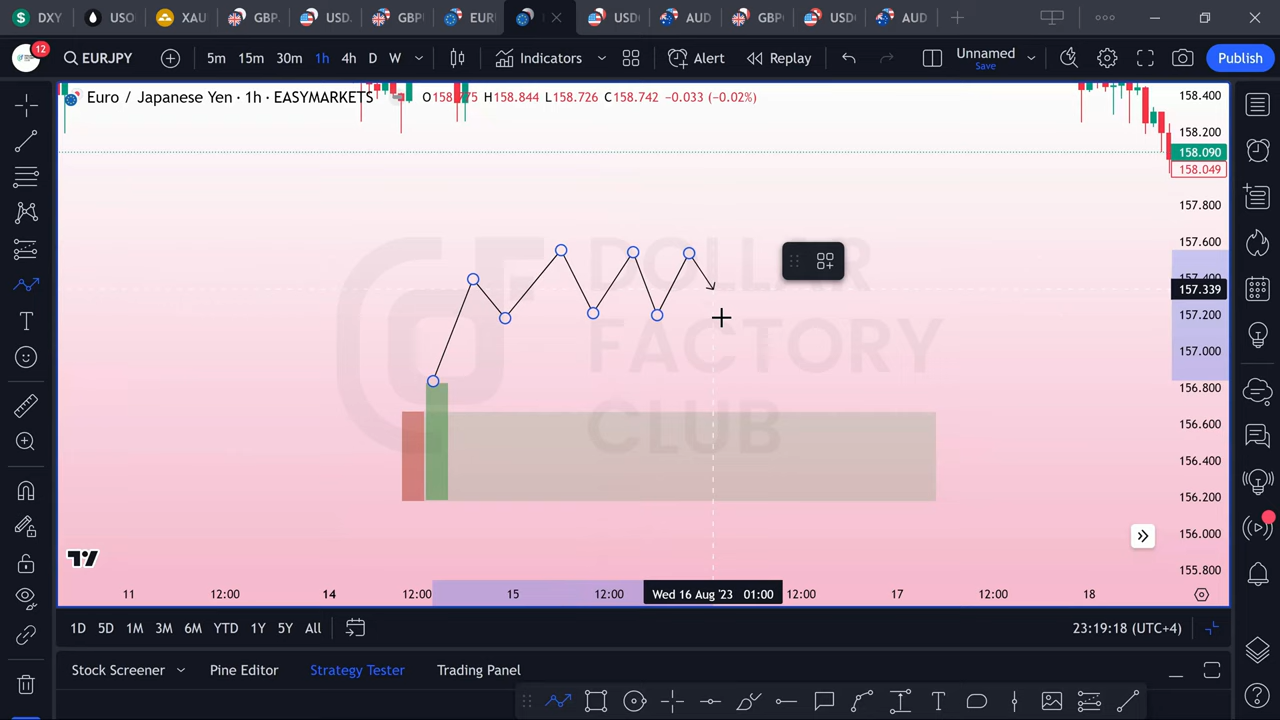 DXY USO XAU GBP. USD. GBP EUR USD AUD GBP USD AUD
12 EURJPY 5m 15m 30m 1h 4h D W Indicators Alert Replay Unnamed Save Publish
Euro / Japanese Yen · 1h · EASYMARKETS H158.844 L158.726 C158.742 −0.033 (−0.02%)
158.400
158.200
158.090
158.049
157.800
157.600
157.400
157.339
157.200
157.000
156.800
156.600
156.400
156.200
156.000
155.800
DOLLAR
FACTORY
CLUB
11 12:00 14 12:00 15 12:00 Wed 16 Aug '23 01:00 12:00 17 12:00 18
1D 5D 1M 3M 6M YTD 1Y 5Y All 23:19:18 (UTC+4)
Stock Screener Pine Editor Strategy Tester Trading Panel